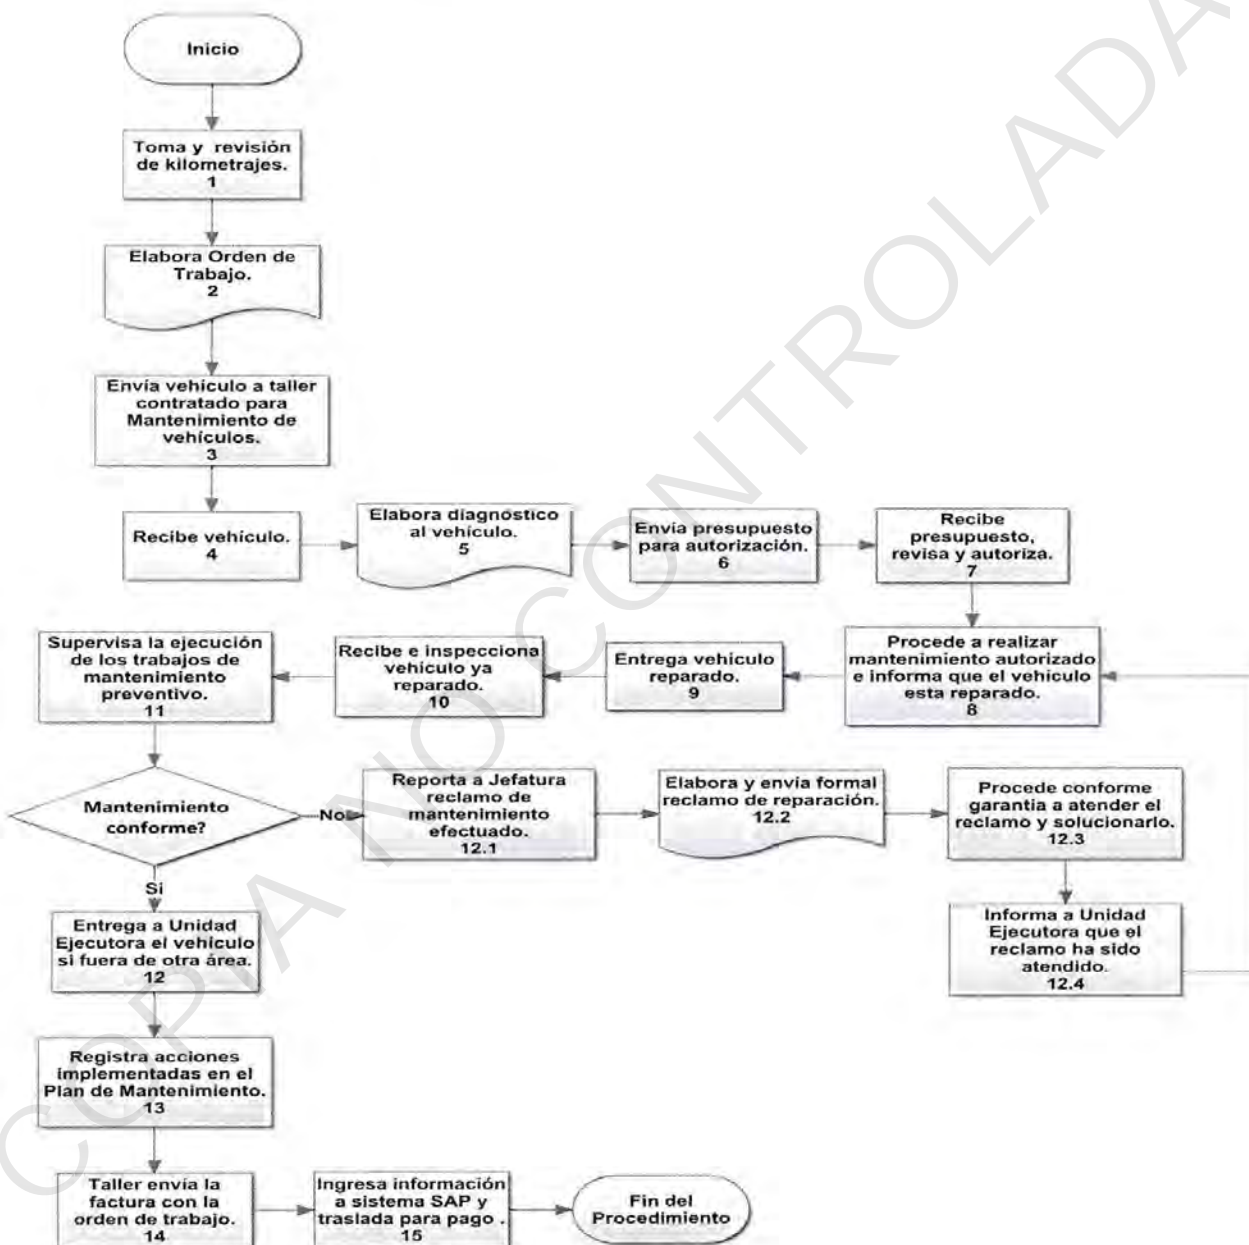 Inicio
Toma y revisión
de kilometrajes.
1
Elabora Orden de
Trabajo.
2
Envía vehículo a taller
contratado para
Mantenimiento de
vehículos.
3
Recibe vehículo.
4
Elabora diagnóstico
al vehículo.
5
Envía presupuesto
para autorización.
6
Recibe
presupuesto,
revisa y autoriza.
7
Procede a realizar
mantenimiento autorizado
e informa que el vehículo
esta reparado.
8
Entrega vehículo
reparado.
9
Recibe e inspecciona
vehículo ya
reparado.
10
Supervisa la ejecución
de los trabajos de
mantenimiento
preventivo.
11
Mantenimiento
conforme?
No
Reporta a Jefatura
reclamo de
mantenimiento
efectuado.
12.1
Elabora y envía formal
reclamo de reparación.
12.2
Procede conforme
garantía a atender el
reclamo y solucionarlo.
12.3
Informa a Unidad
Ejecutora que el
reclamo ha sido
atendido.
12.4
Si
Entrega a Unidad
Ejecutora el vehículo
si fuera de otra área.
12
Registra acciones
implementadas en el
Plan de Mantenimiento.
13
Taller envía la
factura con la
orden de trabajo.
14
Ingresa información
a sistema SAP y
traslada para pago .
15
Fin del
Procedimiento
COPIA NO CONTROLADA